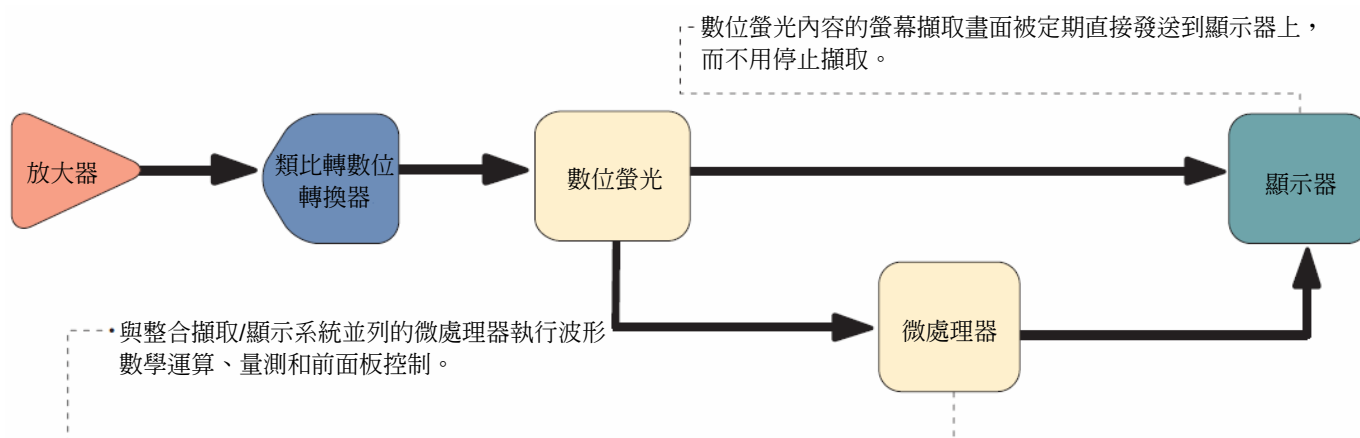 數位螢光內容的螢幕擷取畫面被定期直接發送到顯示器上，
而不用停止擷取。
放大器
類比轉數位
轉換器
數位螢光
顯示器
與整合擷取/顯示系統並列的微處理器執行波形
數學運算、量測和前面板控制。
微處理器